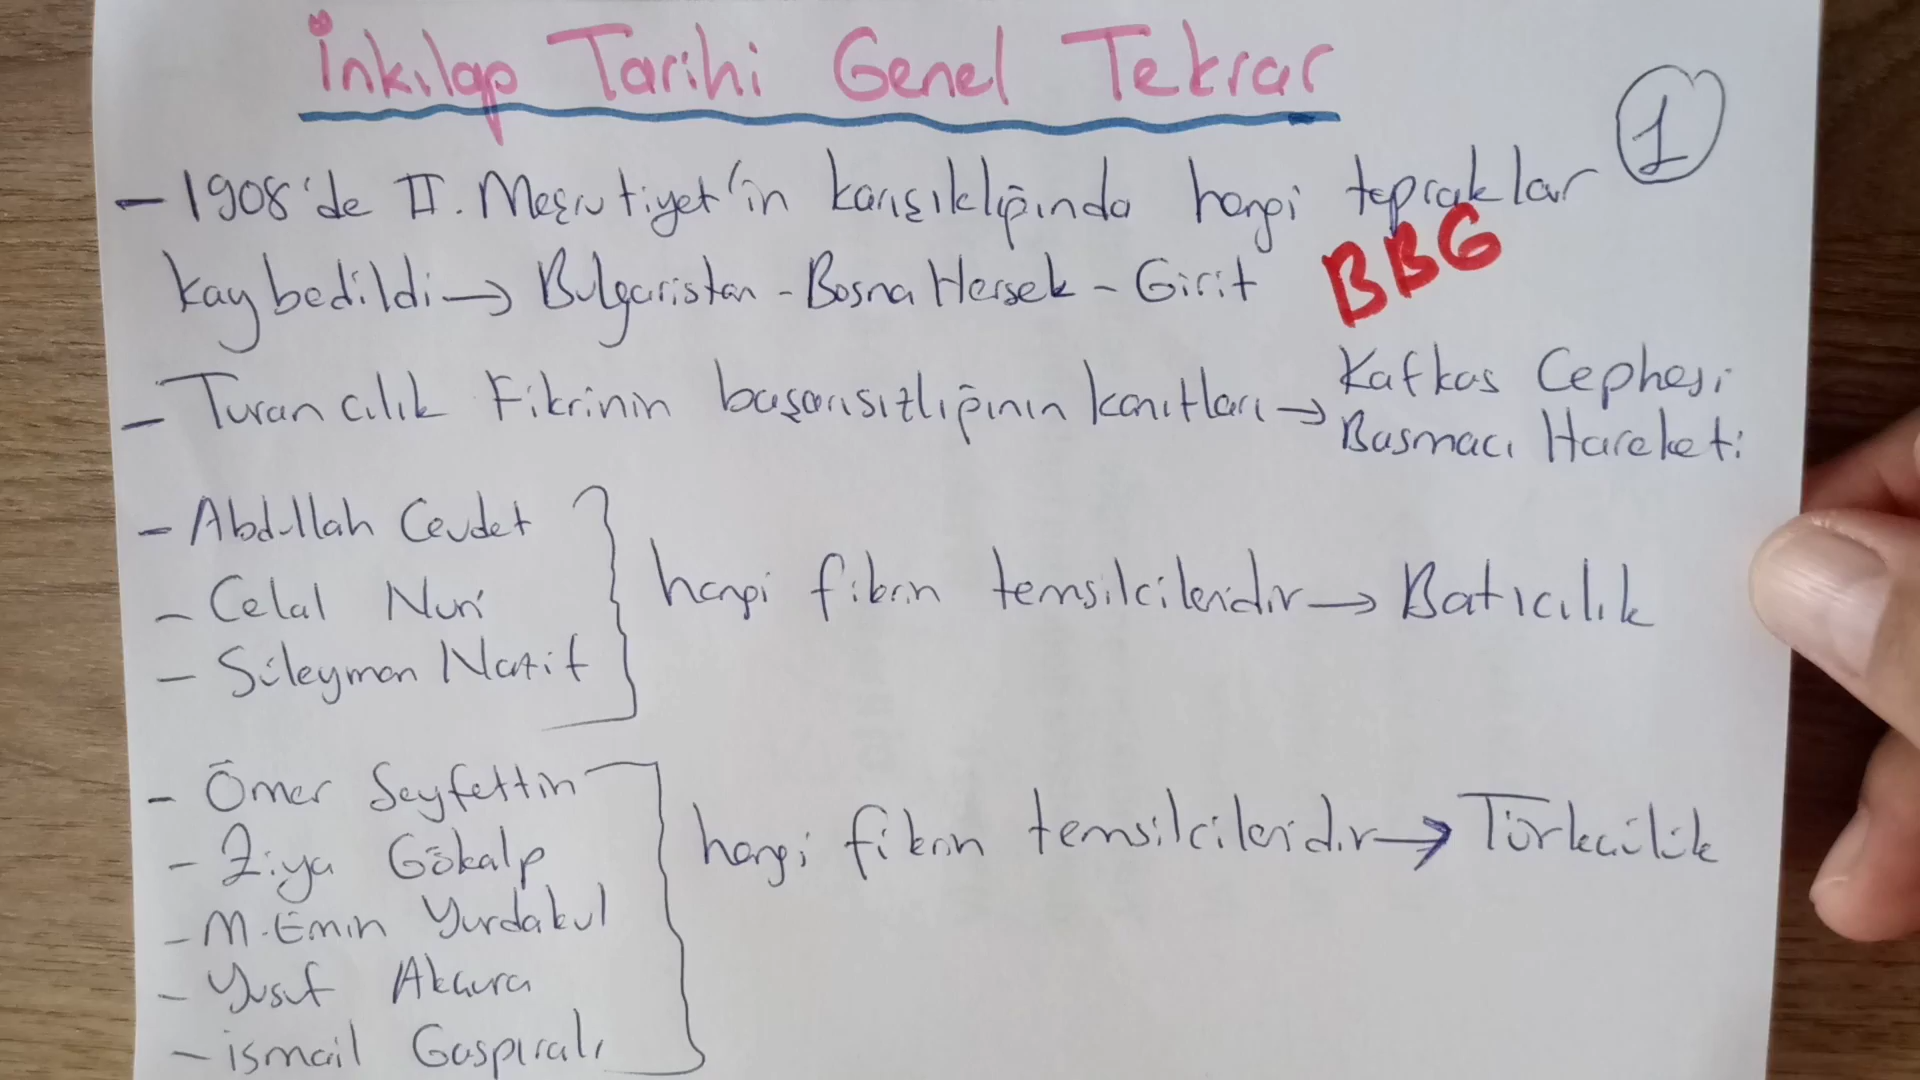 İnkılap Tarihi Genel Tekrar
1
- 1908'de II. Meşrutiyet'in karışıklığında hangi topraklar
kaybedildi → Bulgaristan - Bosna Hersek - Girit
BBG
- Turancılık Fikrinin başarısızlığının kanıtları → Kafkas Cephesi
Basmacı Hareketi
- Abdullah Cevdet
- Celal Nuri
- Süleyman Nazif
hangi fikrin temsilcileridir → Batıcılık
- Ömer Seyfettin
- Ziya Gökalp
- M. Emin Yurdakul
- Yusuf Akçura
- ismail Gaspıralı
hangi fikrin temsilcileridir → Türkçülük